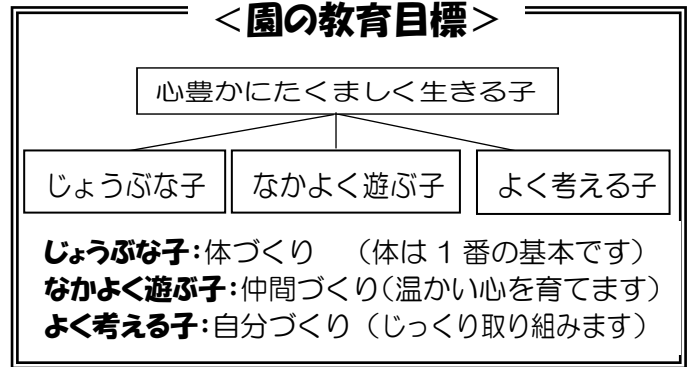 ＜園の教育目標＞
心豊かにたくましく生きる子
じょうぶな子 なかよく遊ぶ子 よく考える子
じょうぶな子:体づくり　（体は 1 番の基本です）
なかよく遊ぶ子:仲間づくり（温かい心を育てます）
よく考える子:自分づくり（じっくり取り組みます）